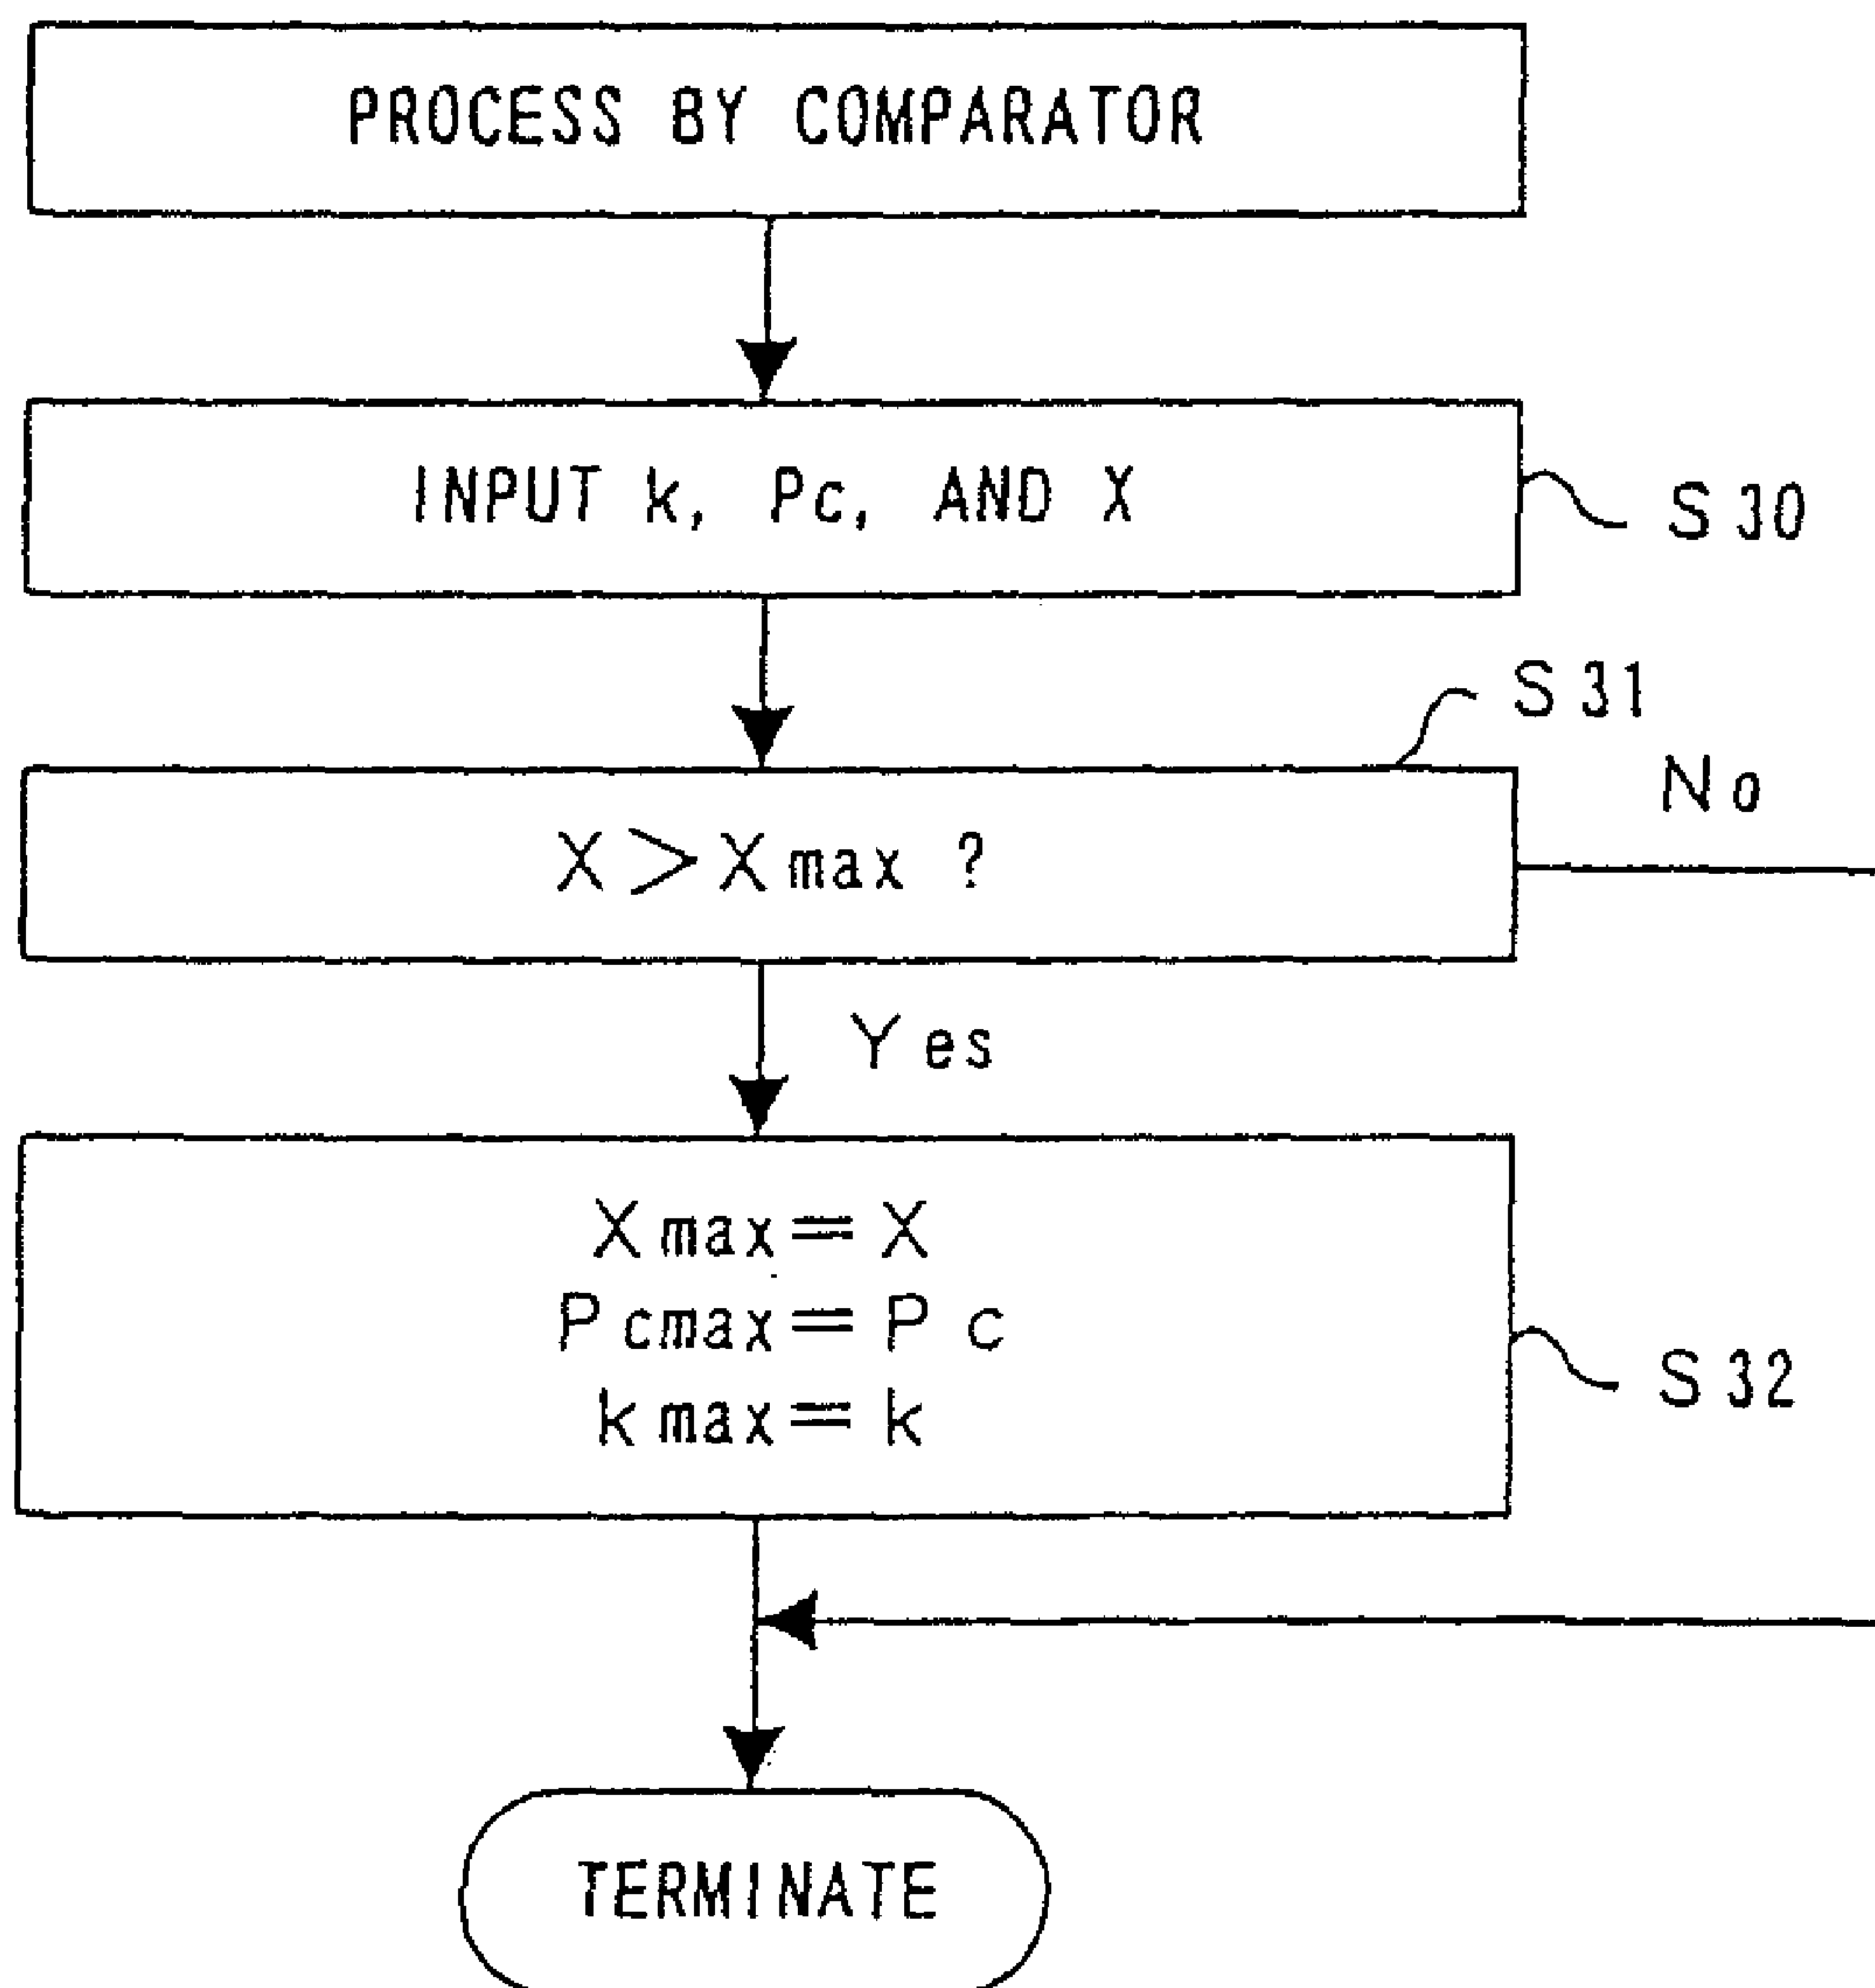 PROCESS BY COMPARATOR
INPUT k, Pc, AND X
S30
S31
No
X>Xmax ?
Yes
Xmax=X
Pcmax=Pc
kmax=k
S32
TERMINATE